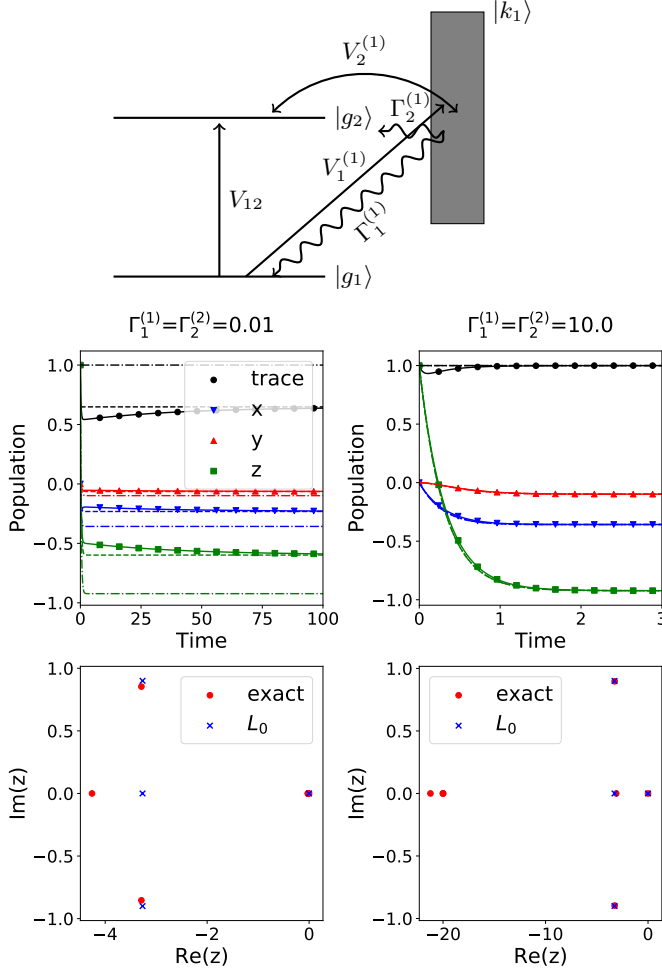 |k₁⟩
V₂⁽¹⁾
|g₂⟩
Γ₂⁽¹⁾
V₁⁽¹⁾
V₁₂
Γ₁⁽¹⁾
|g₁⟩
Γ₁⁽¹⁾=Γ₂⁽²⁾=0.01
Γ₁⁽¹⁾=Γ₂⁽²⁾=10.0
Population
1.0
0.5
0.0
−0.5
−1.0
trace
x
y
z
0
25
50
75
100
Time
Population
1.0
0.5
0.0
−0.5
−1.0
0
1
2
3
Time
Im(z)
1.0
0.5
0.0
−0.5
−1.0
exact
L₀
−4
−2
0
Re(z)
Im(z)
1.0
0.5
0.0
−0.5
−1.0
exact
L₀
−20
−10
0
Re(z)